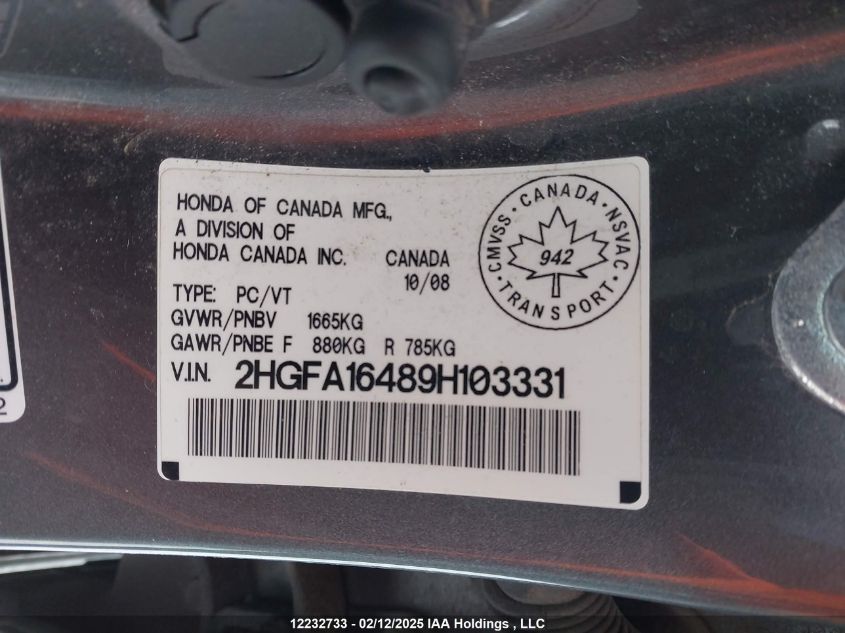 HONDA OF CANADA MFG.,
A DIVISION OF
HONDA CANADA INC. CANADA
10/08
TYPE: PC/VT
GVWR/PNBV 1665KG
GAWR/PNBE F 880KG R 785KG
V.I.N. 2HGFA16489H103331
CMVSS · CANADA · NSVAC · TRANSPORT ·
942
2
12232733 - 02/12/2025 IAA Holdings , LLC